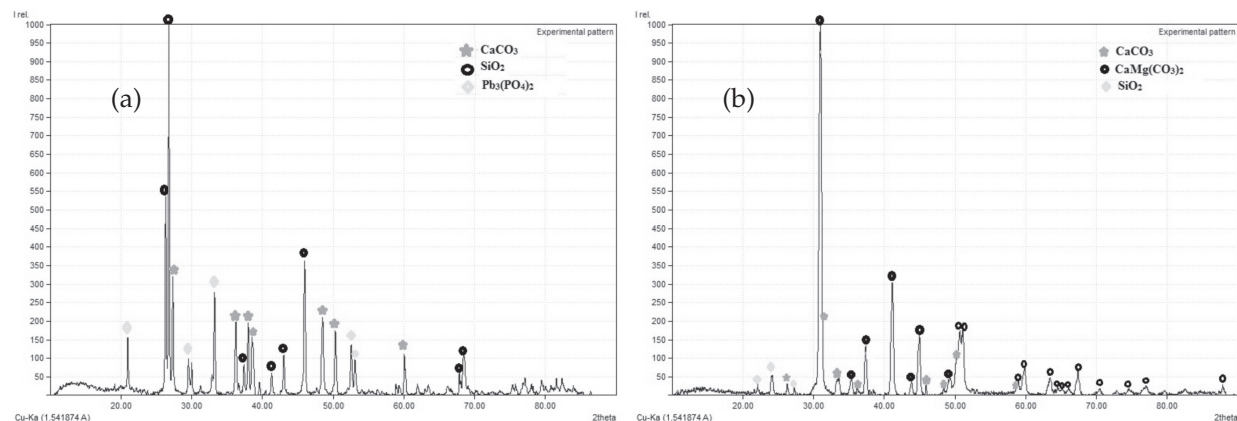 I rel.
Experimental pattern
1000
950
900
850
800
750
700
650
600
550
500
450
400
350
300
250
200
150
100
50
CaCO₃
SiO₂
Pb₃(PO₄)₂
(a)
20.00 30.00 40.00 50.00 60.00 70.00 80.00
Cu-Ka (1.541874 A) 2theta
I rel.
Experimental pattern
1000
950
900
850
800
750
700
650
600
550
500
450
400
350
300
250
200
150
100
50
CaCO₃
CaMg(CO₃)₂
SiO₂
(b)
20.00 30.00 40.00 50.00 60.00 70.00 80.00
Cu-Ka (1.541874 A) 2theta